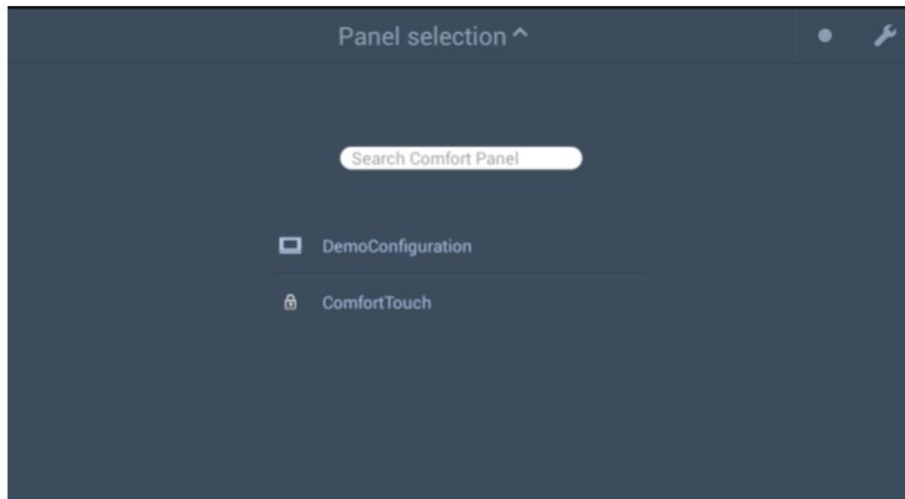 Panel selection
Search Comfort Panel
DemoConfiguration
ComfortTouch